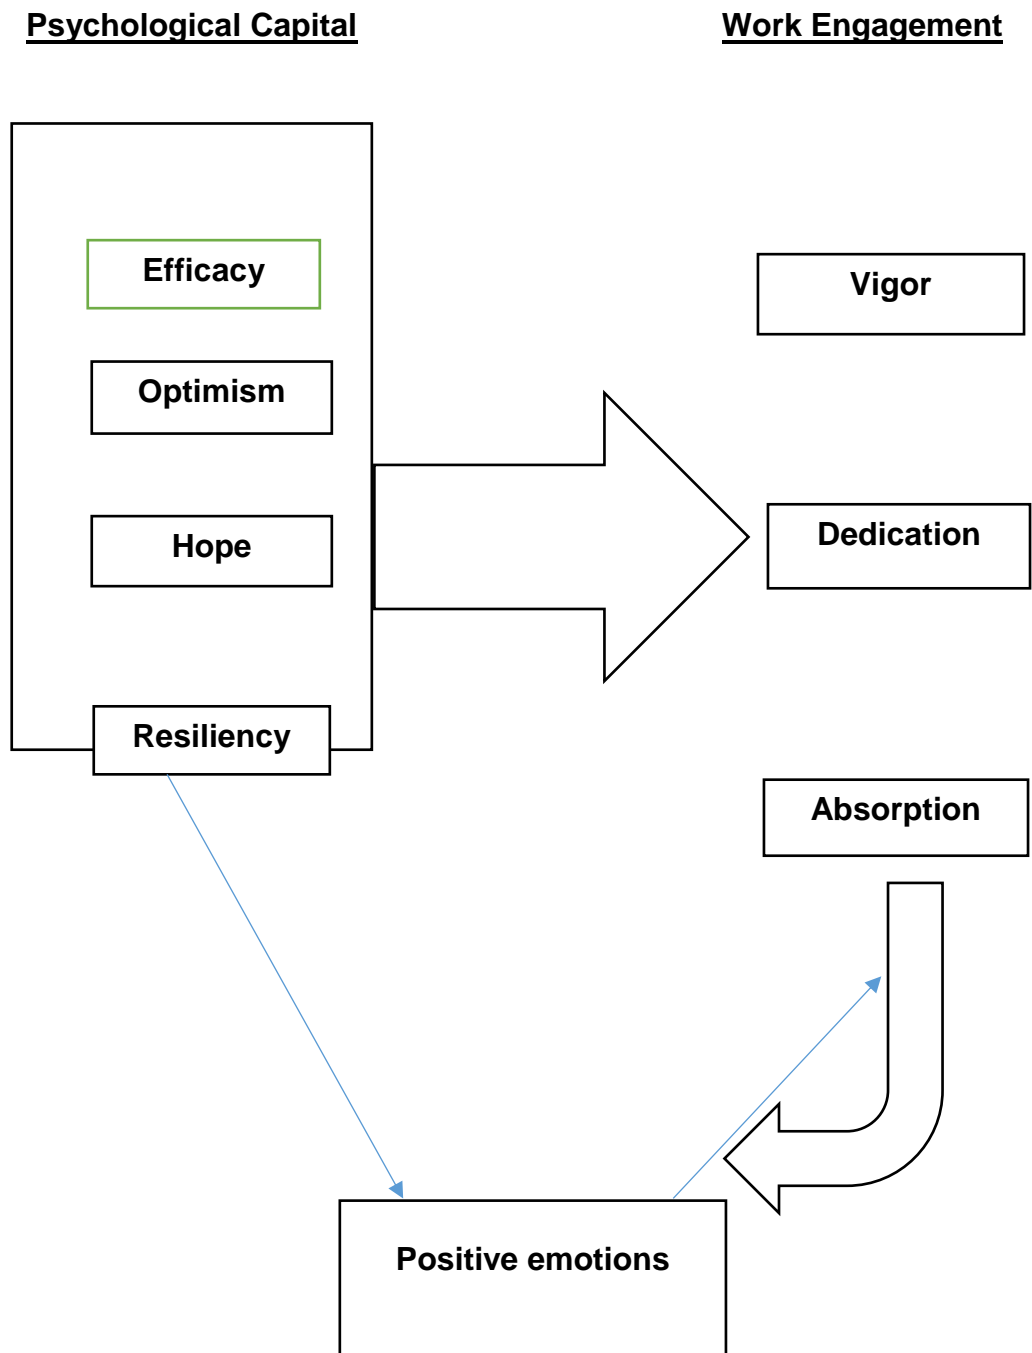 Psychological Capital
Work Engagement
Efficacy
Vigor
Optimism
Dedication
Hope
Resiliency
Absorption
Positive emotions